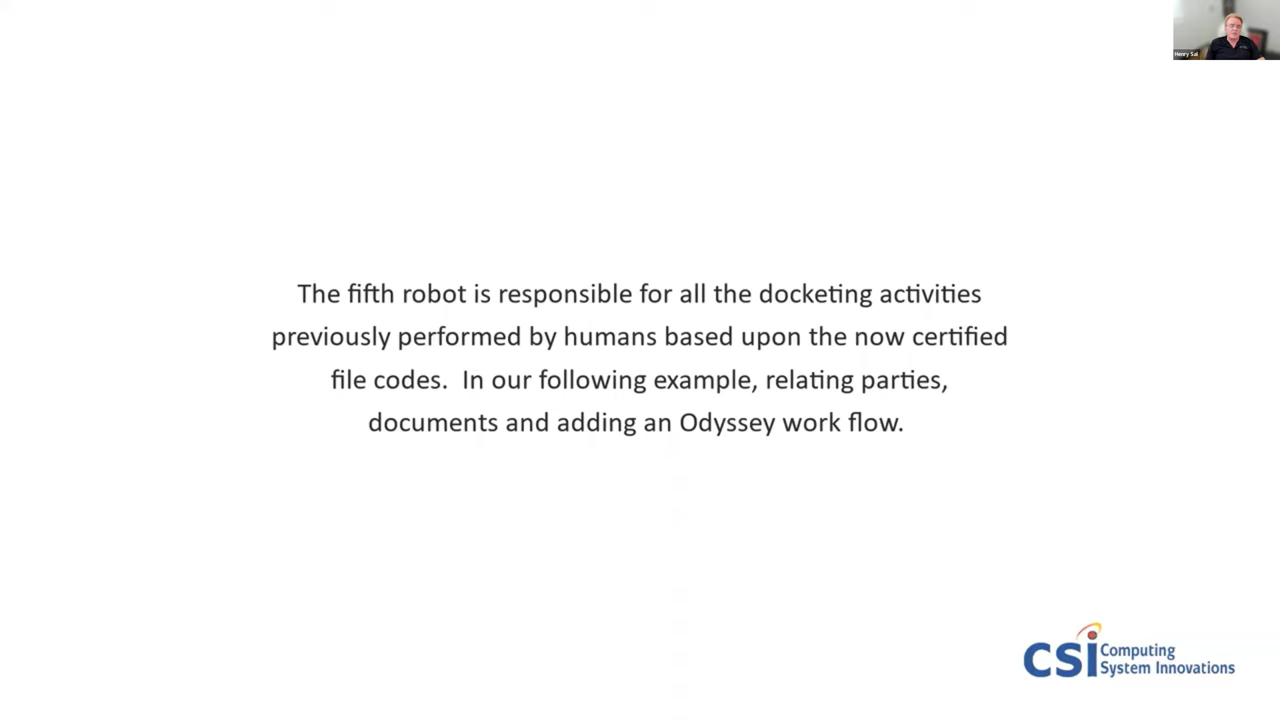 Henry Sal
The fifth robot is responsible for all the docketing activities
previously performed by humans based upon the now certified
file codes.  In our following example, relating parties,
documents and adding an Odyssey work flow.
CSI Computing
System Innovations